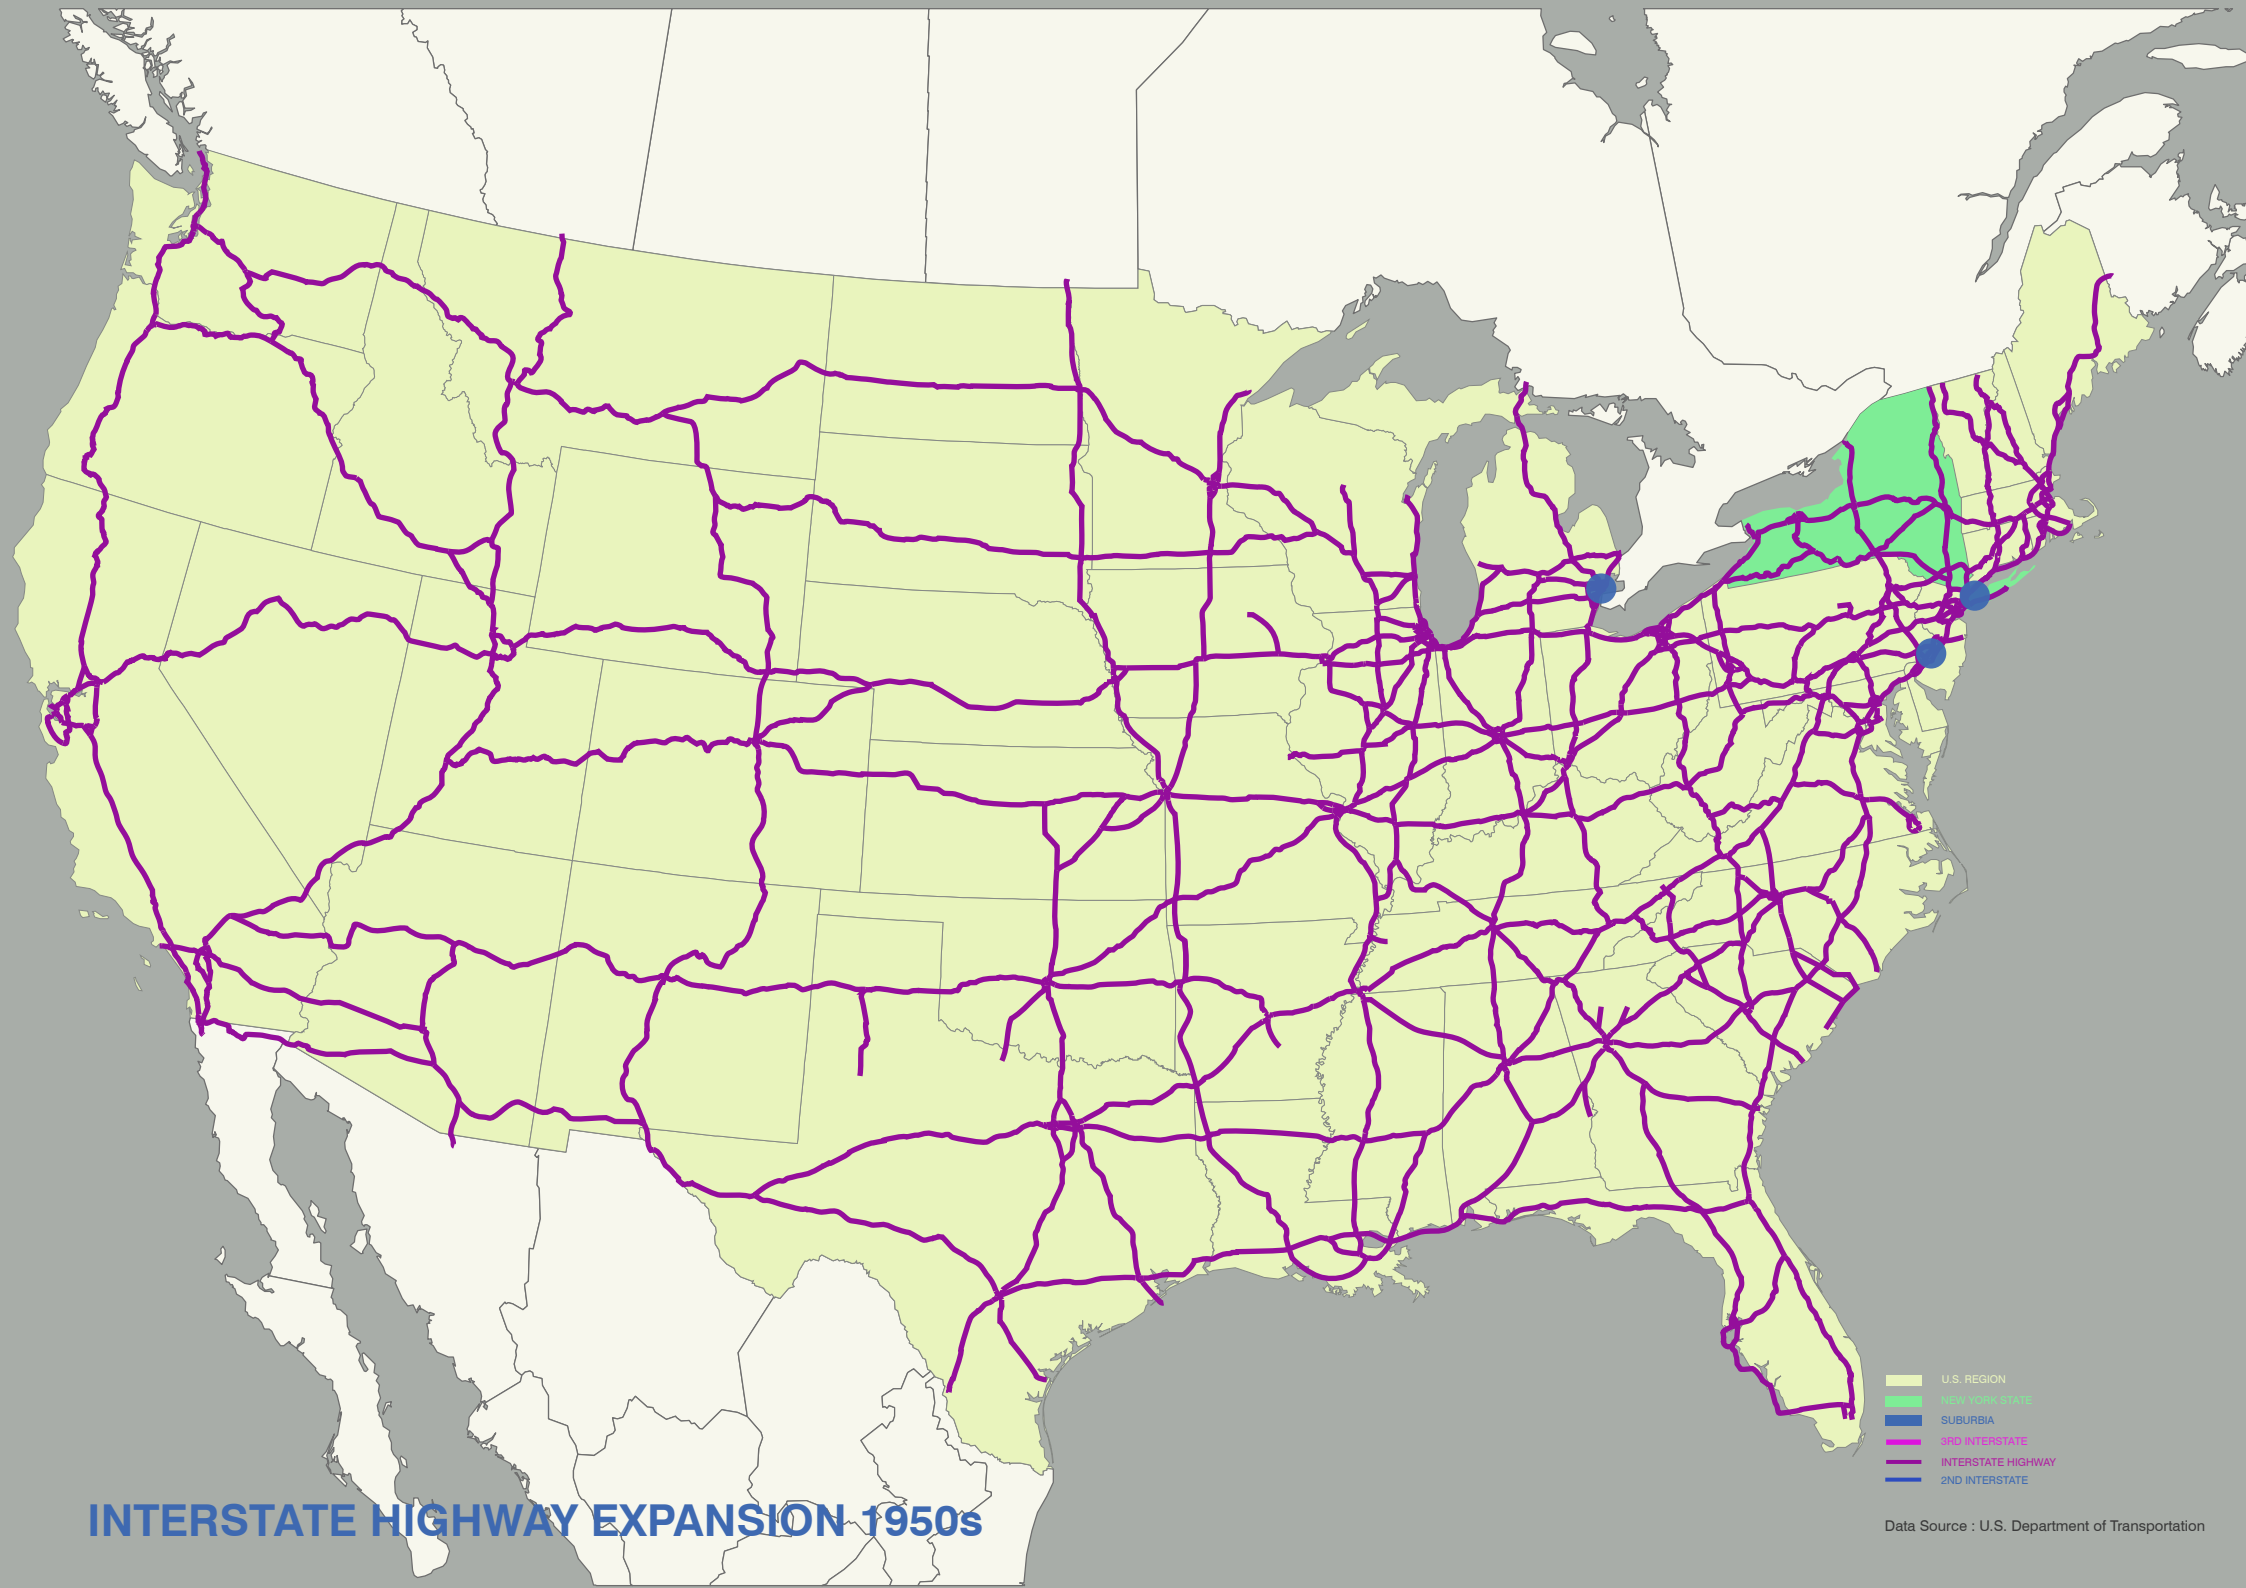 U.S. REGION
NEW YORK STATE
SUBURBIA
3RD INTERSTATE
INTERSTATE HIGHWAY
2ND INTERSTATE
INTERSTATE HIGHWAY EXPANSION 1950s
Data Source : U.S. Department of Transportation